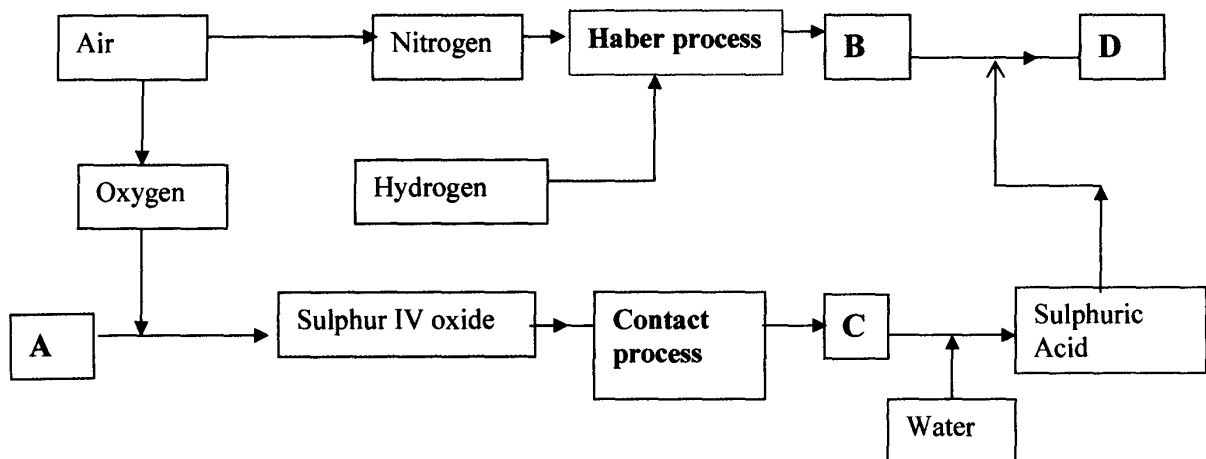 Air
Nitrogen
Haber process
B
D
Oxygen
Hydrogen
A
Sulphur IV oxide
Contact
process
C
Sulphuric
Acid
Water